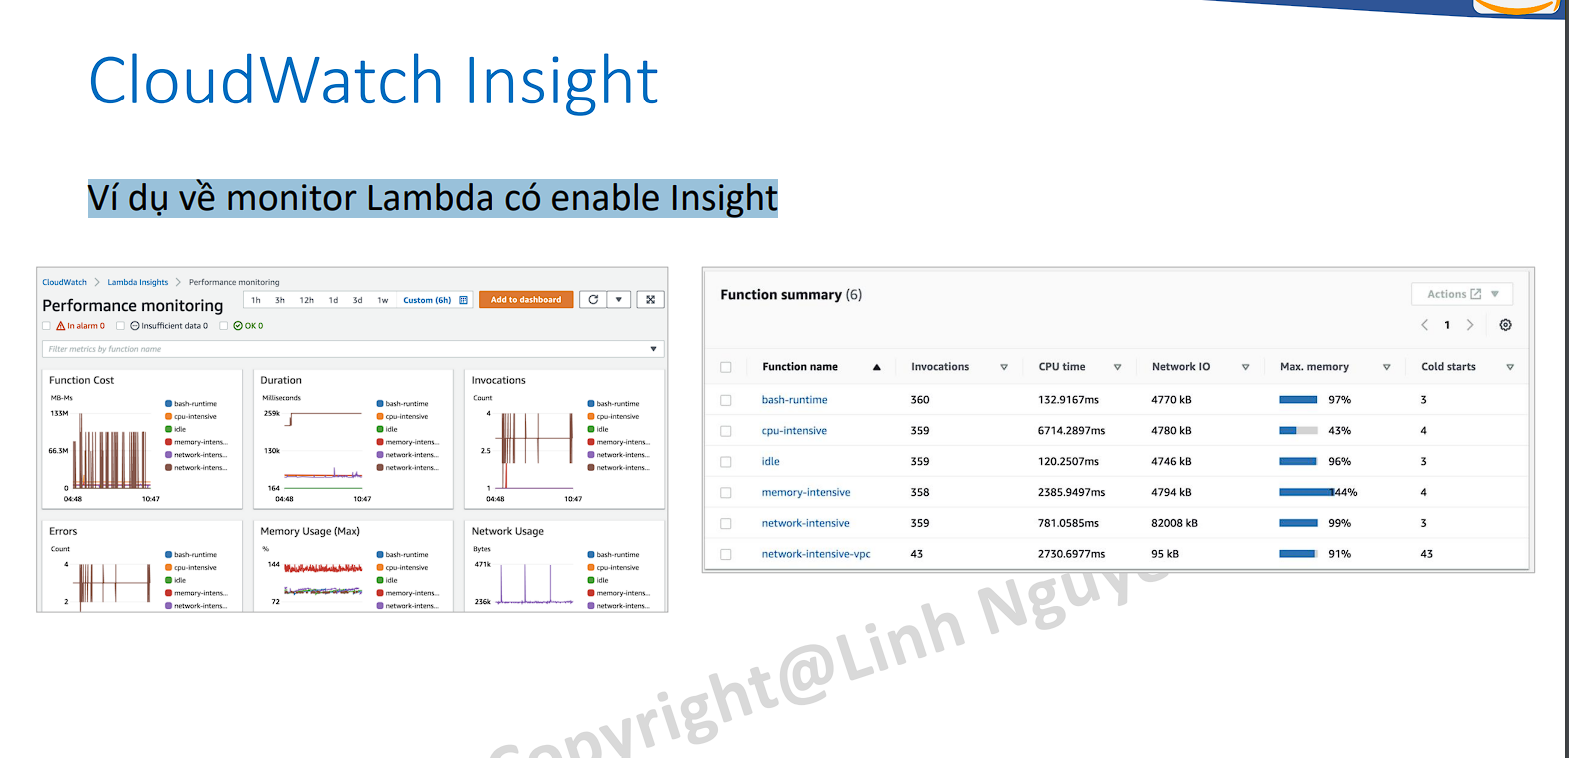 CloudWatch Insight
Ví dụ về monitor Lambda có enable Insight
CloudWatch > Lambda Insights > Performance monitoring
Performance monitoring
1h 3h 12h 1d 3d 1w Custom (6h) Add to dashboard
In alarm 0 Insufficient data 0 OK 0
Filter metrics by function name
Function Cost
MB-Ms
133M
66.3M
0
04:48 10:47
bash-runtime
cpu-intensive
idle
memory-intens...
network-intens...
network-intens...
Duration
Milliseconds
259k
130k
164
04:48 10:47
bash-runtime
cpu-intensive
idle
memory-intens...
network-intens...
network-intens...
Invocations
Count
4
2.5
1
04:48 10:47
bash-runtime
cpu-intensive
idle
memory-intens...
network-intens...
network-intens...
Errors
Count
4
2
bash-runtime
cpu-intensive
idle
memory-intens...
network-intens...
Memory Usage (Max)
%
144
72
bash-runtime
cpu-intensive
idle
memory-intens...
network-intens...
Network Usage
Bytes
471k
236k
bash-runtime
cpu-intensive
idle
memory-intens...
network-intens...
Function summary (6)
Actions
1
Function name Invocations CPU time Network IO Max. memory Cold starts
bash-runtime 360 132.9167ms 4770 kB 97% 3
cpu-intensive 359 6714.2897ms 4780 kB 43% 4
idle 359 120.2507ms 4746 kB 96% 3
memory-intensive 358 2385.9497ms 4794 kB 144% 4
network-intensive 359 781.0585ms 82008 kB 99% 3
network-intensive-vpc 43 2730.6977ms 95 kB 91% 43
Copyright@Linh Nguye